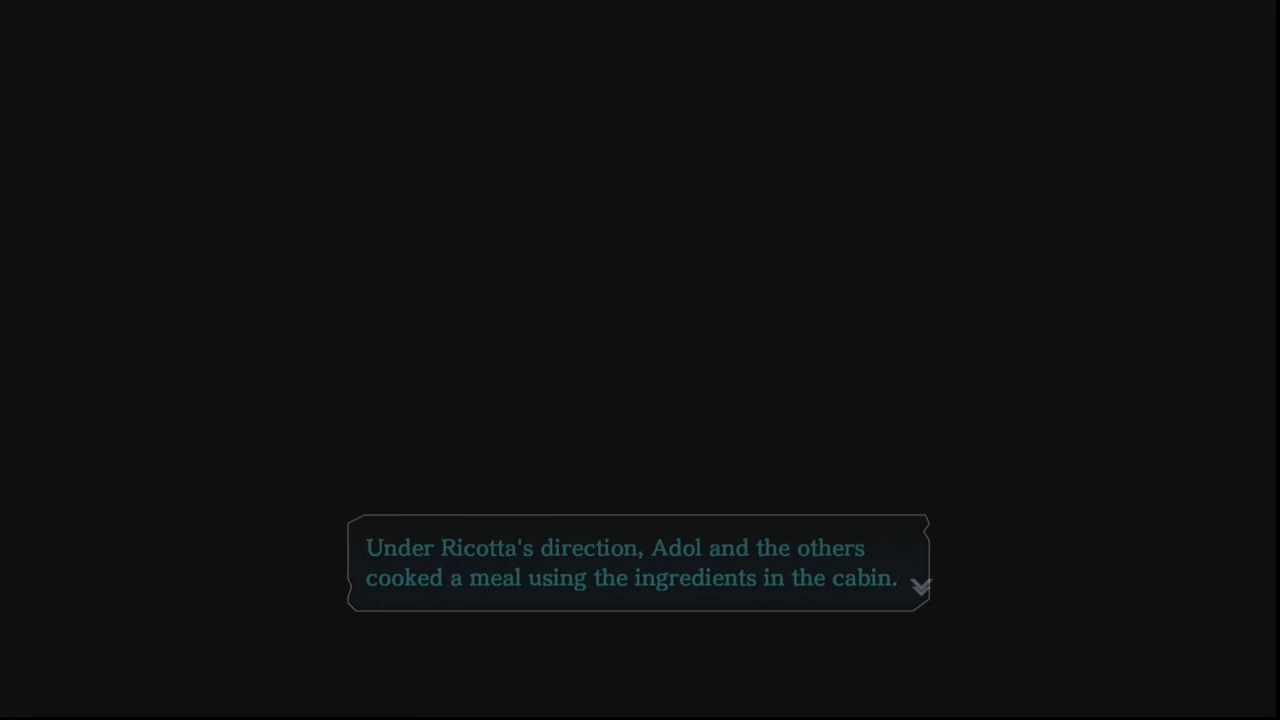 Under Ricotta's direction, Adol and the others
cooked a meal using the ingredients in the cabin.